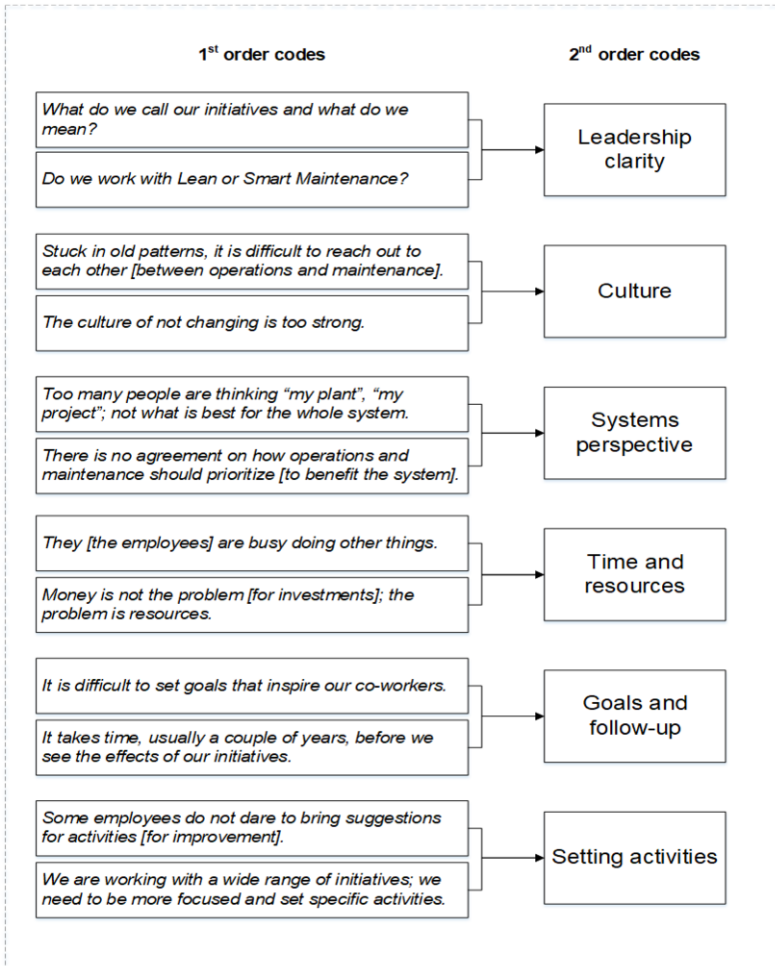 1st order codes
2nd order codes
What do we call our initiatives and what do we
mean?
Do we work with Lean or Smart Maintenance?
Leadership
clarity
Stuck in old patterns, it is difficult to reach out to
each other [between operations and maintenance].
The culture of not changing is too strong.
Culture
Too many people are thinking “my plant”, “my
project”; not what is best for the whole system.
There is no agreement on how operations and
maintenance should prioritize [to benefit the system].
Systems
perspective
They [the employees] are busy doing other things.
Money is not the problem [for investments]; the
problem is resources.
Time and
resources
It is difficult to set goals that inspire our co-workers.
It takes time, usually a couple of years, before we
see the effects of our initiatives.
Goals and
follow-up
Some employees do not dare to bring suggestions
for activities [for improvement].
We are working with a wide range of initiatives; we
need to be more focused and set specific activities.
Setting activities